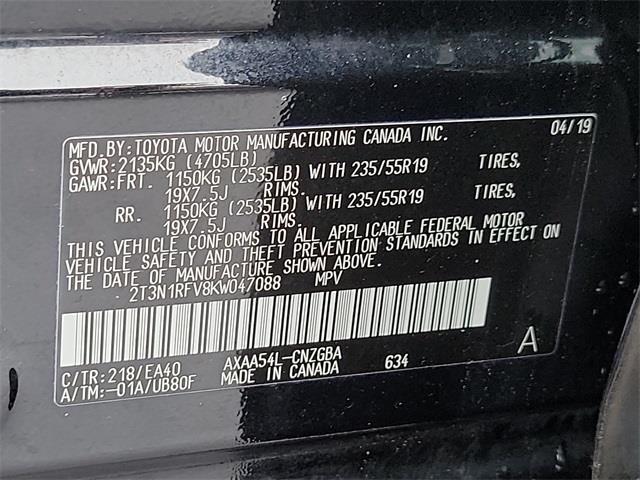 MFD.BY:TOYOTA MOTOR MANUFACTURING CANADA INC. 04/19
GVWR:2135KG (4705LB)
GAWR:FRT. 1150KG (2535LB) WITH 235/55R19 TIRES,
19X7.5J RIMS.
RR. 1150KG (2535LB) WITH 235/55R19 TIRES,
19X7.5J RIMS.
THIS VEHICLE CONFORMS TO ALL APPLICABLE FEDERAL MOTOR
VEHICLE SAFETY AND THEFT PREVENTION STANDARDS IN EFFECT ON
THE DATE OF MANUFACTURE SHOWN ABOVE.
2T3N1RFV8KW047088 MPV
A
C/TR:218/EA40 AXAA54L-CNZGBA 634
A/TM:-01A/UB80F MADE IN CANADA